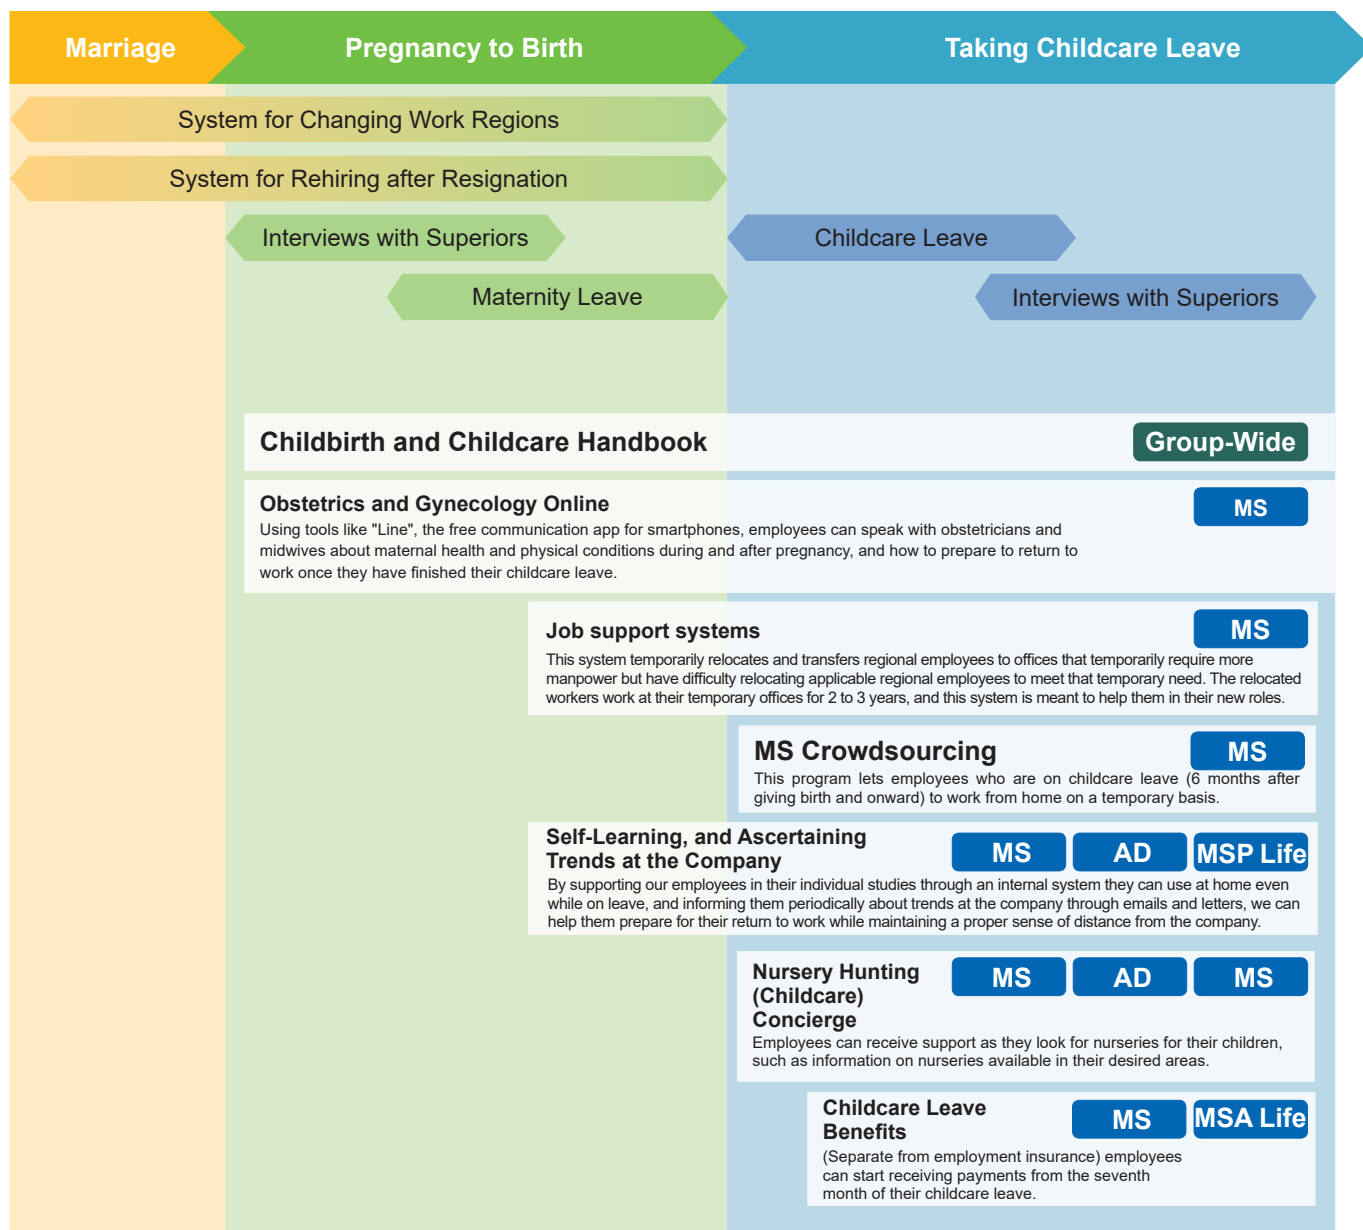 Marriage
Pregnancy to Birth
Taking Childcare Leave
System for Changing Work Regions
System for Rehiring after Resignation
Interviews with Superiors
Childcare Leave
Maternity Leave
Interviews with Superiors
Childbirth and Childcare Handbook
Group-Wide
Obstetrics and Gynecology Online
MS
Using tools like "Line", the free communication app for smartphones, employees can speak with obstetricians and
midwives about maternal health and physical conditions during and after pregnancy, and how to prepare to return to
work once they have finished their childcare leave.
Job support systems
MS
This system temporarily relocates and transfers regional employees to offices that temporarily require more
manpower but have difficulty relocating applicable regional employees to meet that temporary need. The relocated
workers work at their temporary offices for 2 to 3 years, and this system is meant to help them in their new roles.
MS Crowdsourcing
MS
This program lets employees who are on childcare leave (6 months after
giving birth and onward) to work from home on a temporary basis.
Self-Learning, and Ascertaining
Trends at the Company
MS
AD
MSP Life
By supporting our employees in their individual studies through an internal system they can use at home even
while on leave, and informing them periodically about trends at the company through emails and letters, we can
help them prepare for their return to work while maintaining a proper sense of distance from the company.
Nursery Hunting
(Childcare)
Concierge
MS
AD
MS
Employees can receive support as they look for nurseries for their children,
such as information on nurseries available in their desired areas.
Childcare Leave
Benefits
MS
MSA Life
(Separate from employment insurance) employees
can start receiving payments from the seventh
month of their childcare leave.